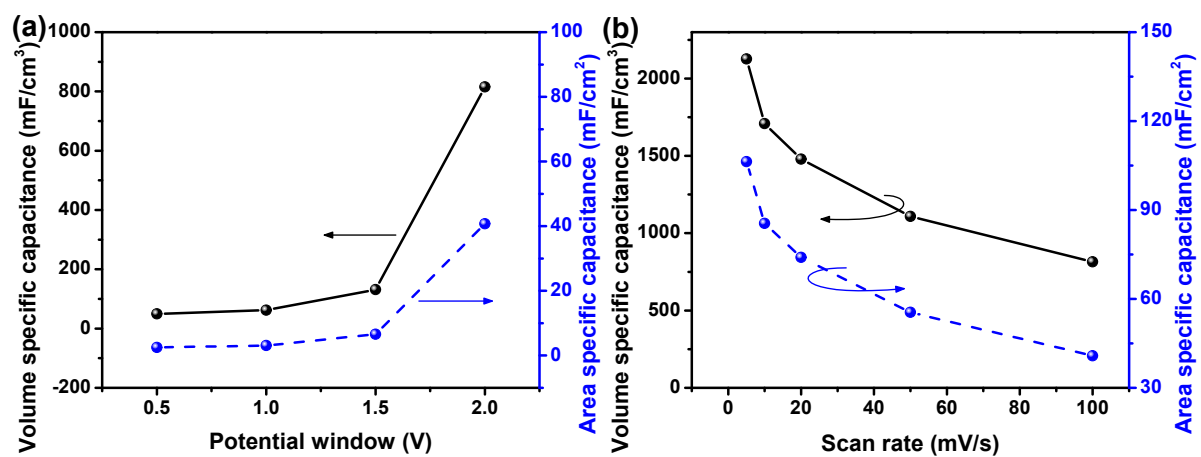 (a)
Volume specific capacitance (mF/cm³)
1000
800
600
400
200
0
-200
0.5 1.0 1.5 2.0
Potential window (V)
100
80
60
40
20
0
Area specific capacitance (mF/cm²)
(b)
Volume specific capacitance (mF/cm³)
2000
1500
1000
500
0
0 20 40 60 80 100
Scan rate (mV/s)
150
120
90
60
30
Area specific capacitance (mF/cm²)